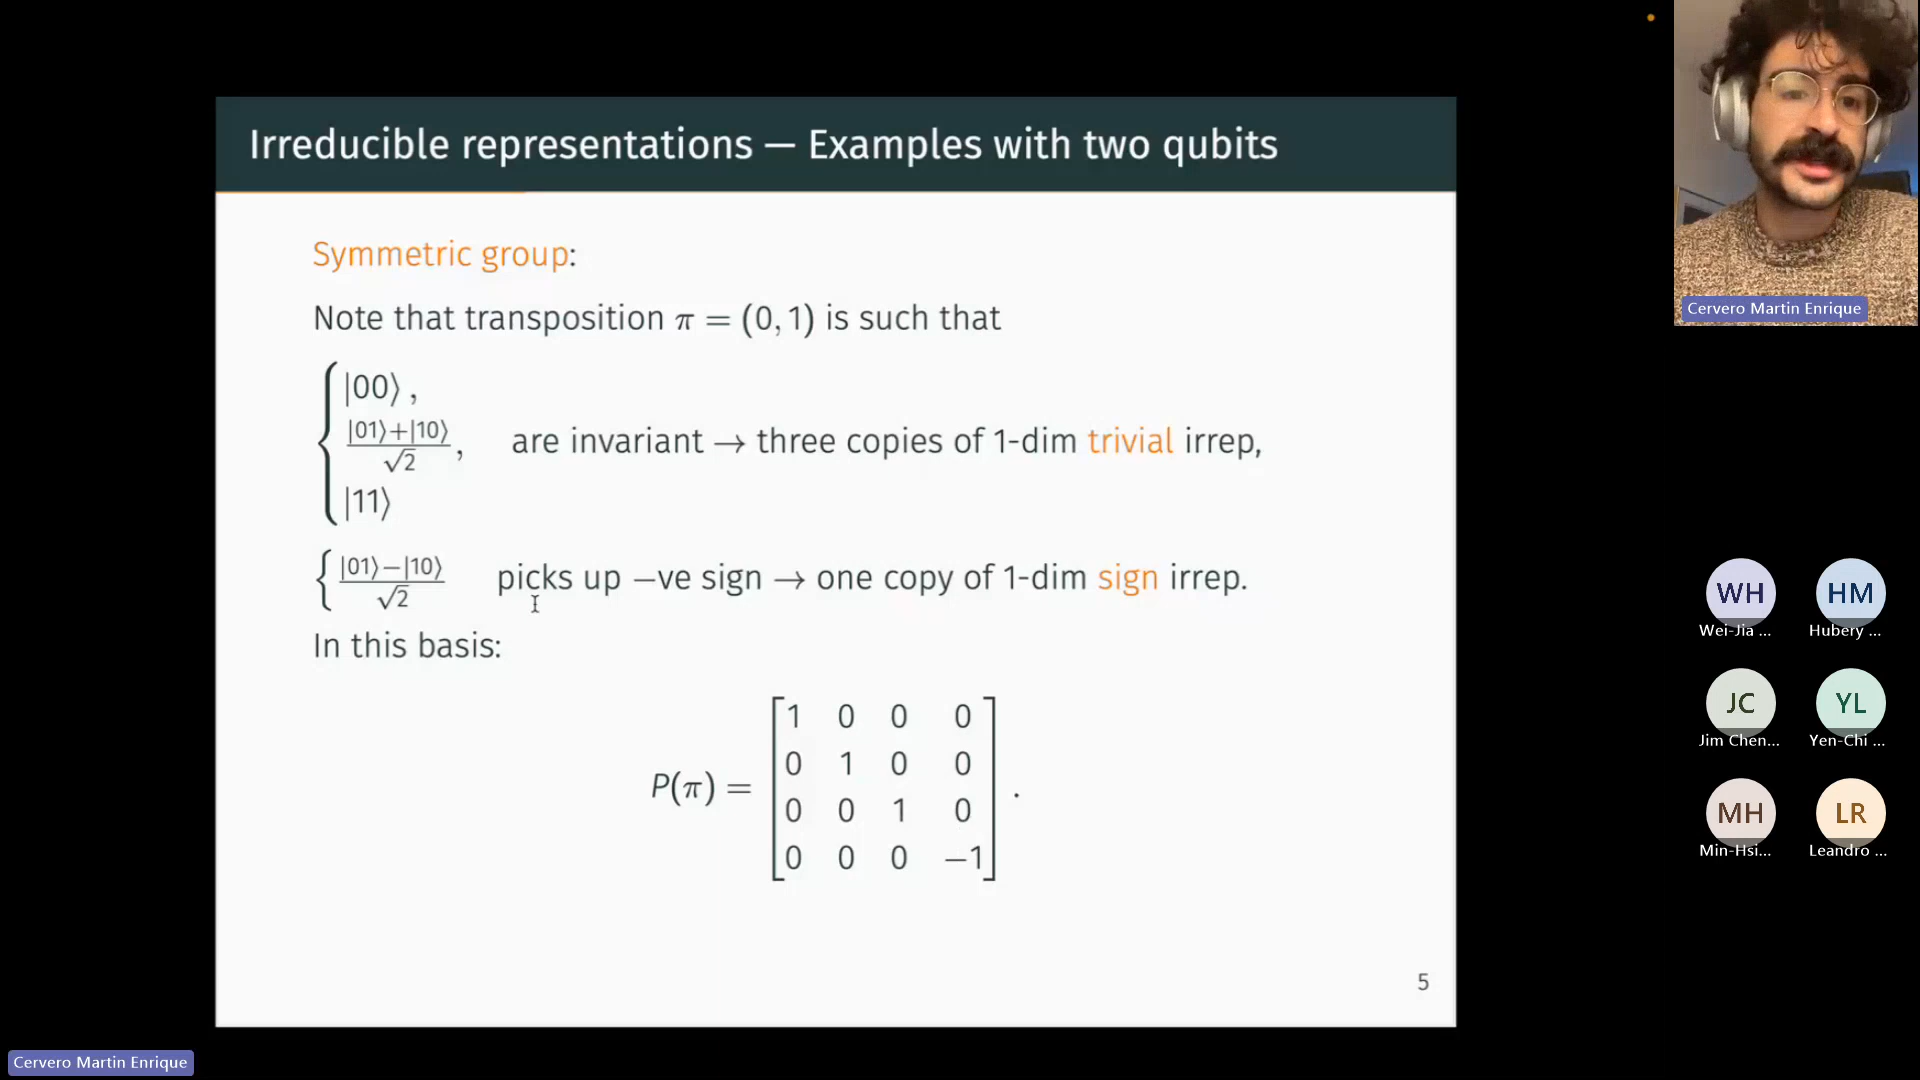 Irreducible representations — Examples with two qubits
Symmetric group:
Note that transposition π = (0, 1) is such that
|00⟩ ,
|01⟩+|10⟩
√2 ,
are invariant → three copies of 1-dim trivial irrep,
|11⟩
|01⟩−|10⟩
√2
picks up −ve sign → one copy of 1-dim sign irrep.
In this basis:
P(π) =
1 0 0 0
0 1 0 0
0 0 1 0
0 0 0 −1
.
5
Cervero Martin Enrique
WH
Wei-Jia ...
HM
Hubery ...
JC
Jim Chen...
YL
Yen-Chi ...
MH
Min-Hsi...
LR
Leandro ...
Cervero Martin Enrique